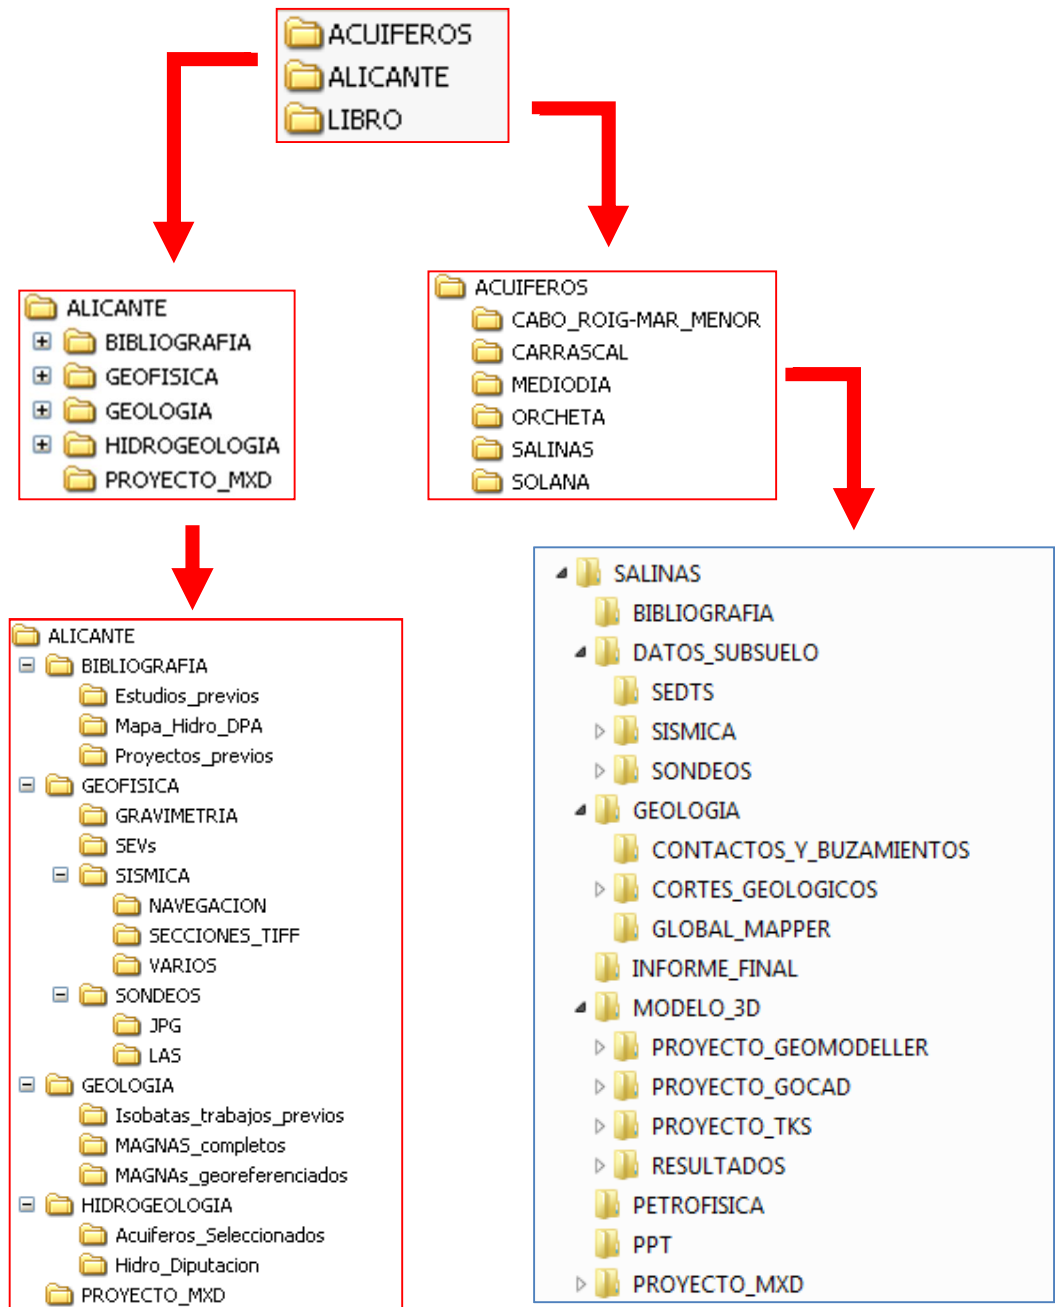 ACUIFEROS
ALICANTE
LIBRO
ALICANTE
BIBLIOGRAFIA
GEOFISICA
GEOLOGIA
HIDROGEOLOGIA
PROYECTO_MXD
ACUIFEROS
CABO_ROIG-MAR_MENOR
CARRASCAL
MEDIODIA
ORCHETA
SALINAS
SOLANA
ALICANTE
BIBLIOGRAFIA
Estudios_previos
Mapa_Hidro_DPA
Proyectos_previos
GEOFISICA
GRAVIMETRIA
SEVs
SISMICA
NAVEGACION
SECCIONES_TIFF
VARIOS
SONDEOS
JPG
LAS
GEOLOGIA
Isobatas_trabajos_previos
MAGNAS_completos
MAGNAs_georeferenciados
HIDROGEOLOGIA
Acuiferos_Seleccionados
Hidro_Diputacion
PROYECTO_MXD
SALINAS
BIBLIOGRAFIA
DATOS_SUBSUELO
SEDTS
SISMICA
SONDEOS
GEOLOGIA
CONTACTOS_Y_BUZAMIENTOS
CORTES_GEOLOGICOS
GLOBAL_MAPPER
INFORME_FINAL
MODELO_3D
PROYECTO_GEOMODELLER
PROYECTO_GOCAD
PROYECTO_TKS
RESULTADOS
PETROFISICA
PPT
PROYECTO_MXD